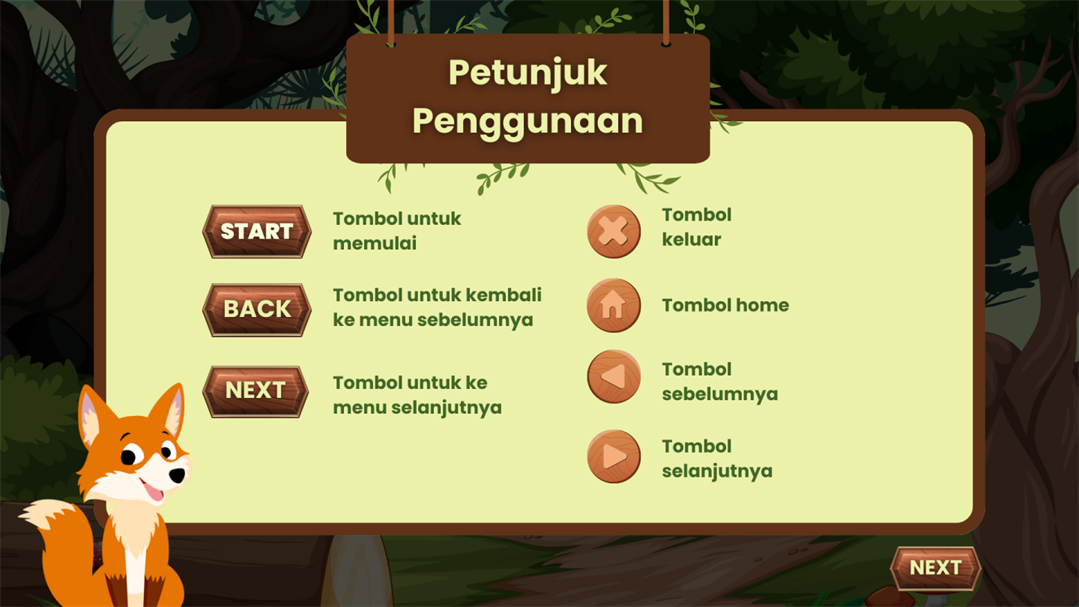 Petunjuk
Penggunaan
START
Tombol untuk
memulai
BACK
Tombol untuk kembali
ke menu sebelumnya
NEXT
Tombol untuk ke
menu selanjutnya
Tombol
keluar
Tombol home
Tombol
sebelumnya
Tombol
selanjutnya
NEXT